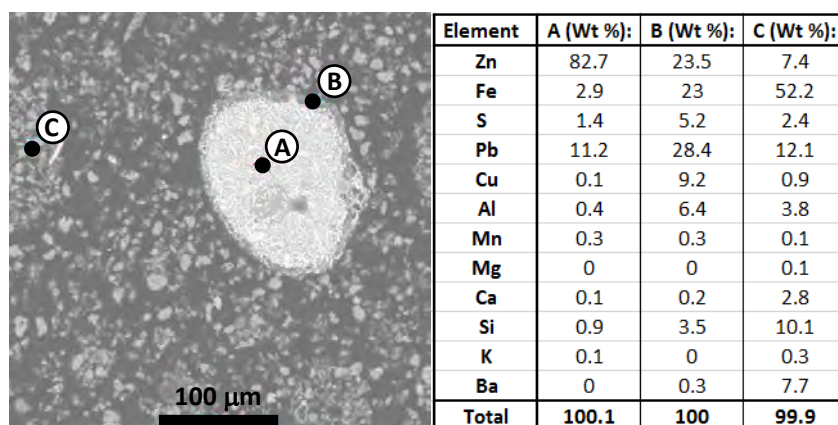 B
C
A
100 µm
Element A (Wt %): B (Wt %): C (Wt %):
Zn 82.7 23.5 7.4
Fe 2.9 23 52.2
S 1.4 5.2 2.4
Pb 11.2 28.4 12.1
Cu 0.1 9.2 0.9
Al 0.4 6.4 3.8
Mn 0.3 0.3 0.1
Mg 0 0 0.1
Ca 0.1 0.2 2.8
Si 0.9 3.5 10.1
K 0.1 0 0.3
Ba 0 0.3 7.7
Total 100.1 100 99.9